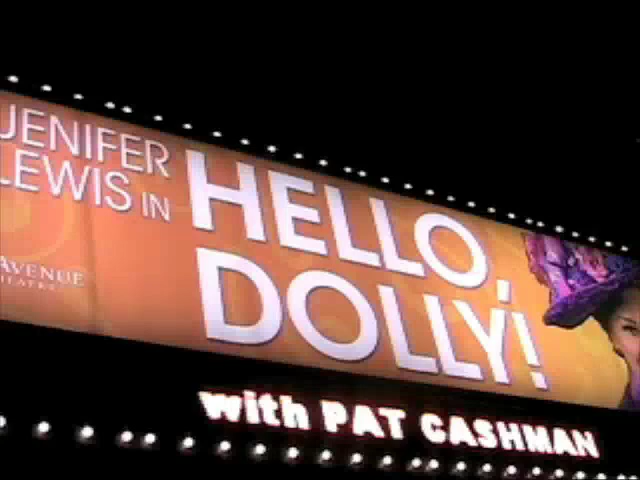 JENIFER
LEWIS IN
HELLO,
DOLLY!
AVENUE
with PAT CASHMAN